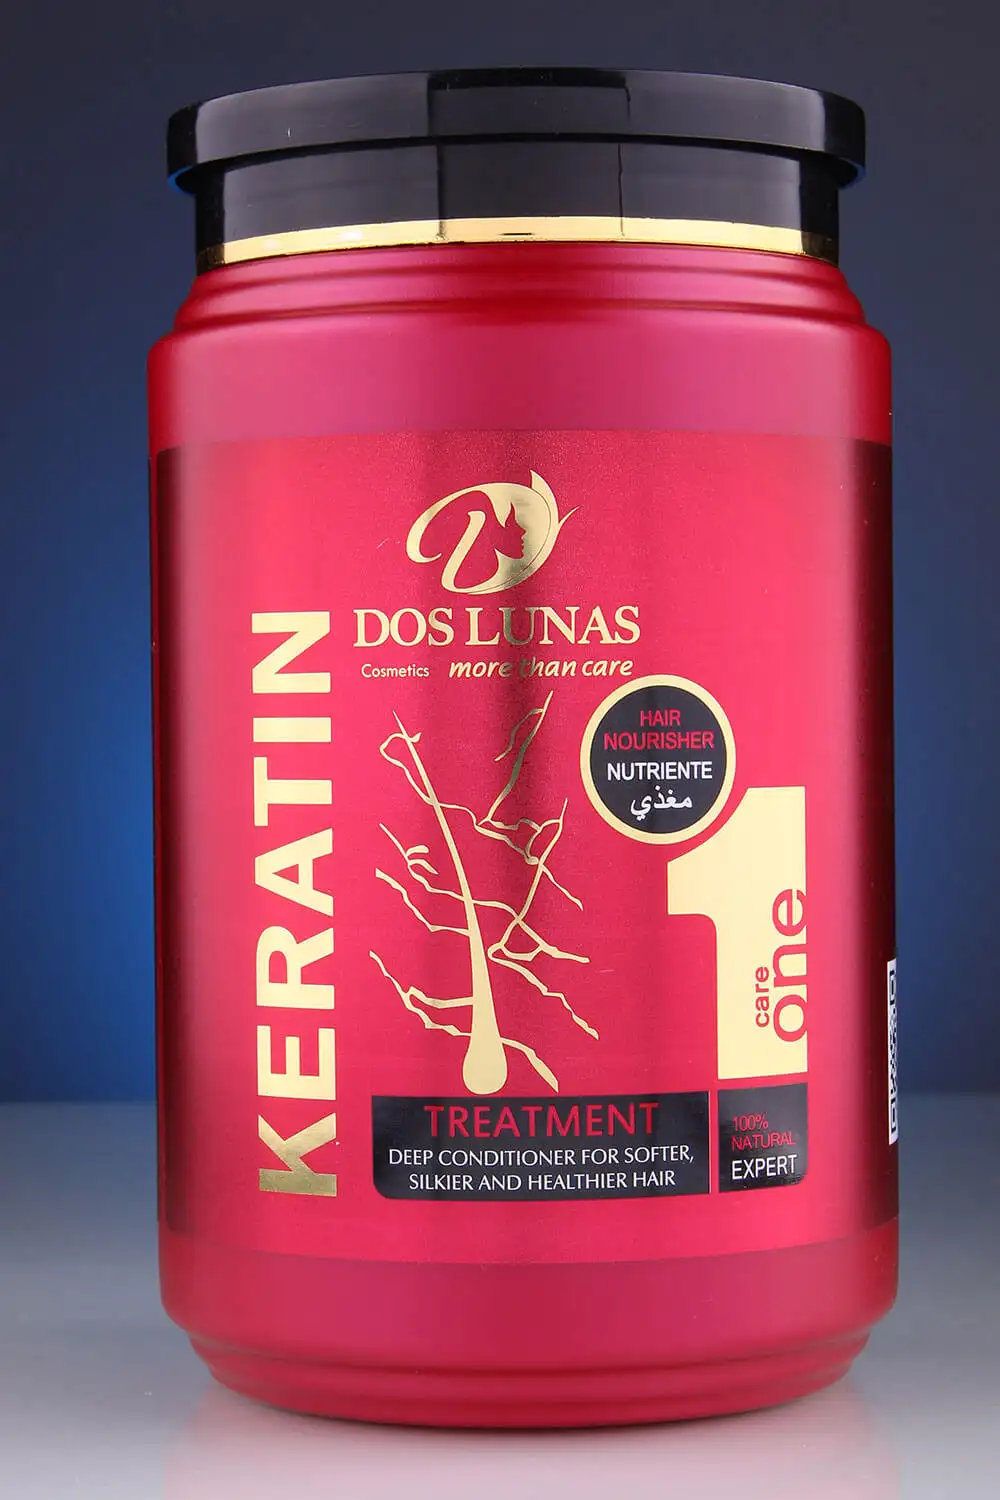 DOS LUNAS
Cosmetics more than care
KERATIN
HAIR
NOURISHER
NUTRIENTE
مغذي
1
care
one
TREATMENT
DEEP CONDITIONER FOR SOFTER,
SILKIER AND HEALTHIER HAIR
100%
NATURAL
EXPERT